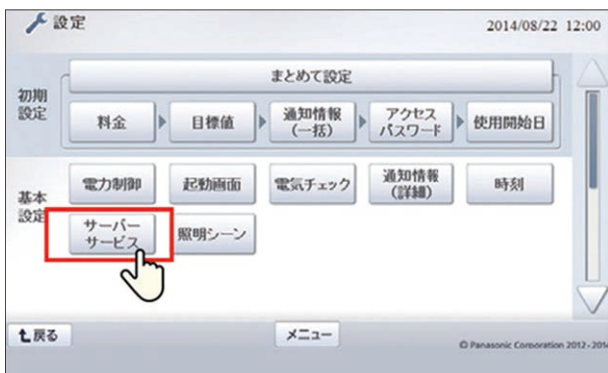 設定
2014/08/22 12:00
まとめて設定
初期
設定
料金
目標値
通知情報
(一括)
アクセス
パスワード
使用開始日
基本
設定
電力制御
起動画面
電気チェック
通知情報
(詳細)
時刻
サーバー
サービス
照明シーン
戻る
メニュー
© Panasonic Corporation 2012-2014